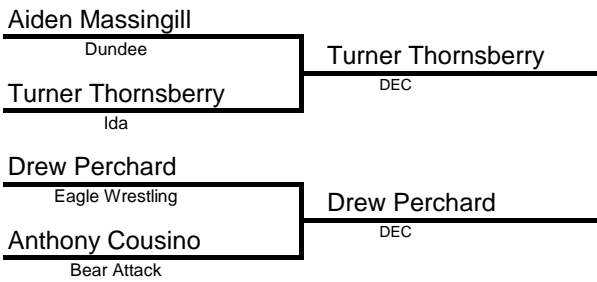 Aiden Massingill
Dundee
Turner Thornsberry
DEC
Turner Thornsberry
Ida
Drew Perchard
Eagle Wrestling
Drew Perchard
DEC
Anthony Cousino
Bear Attack